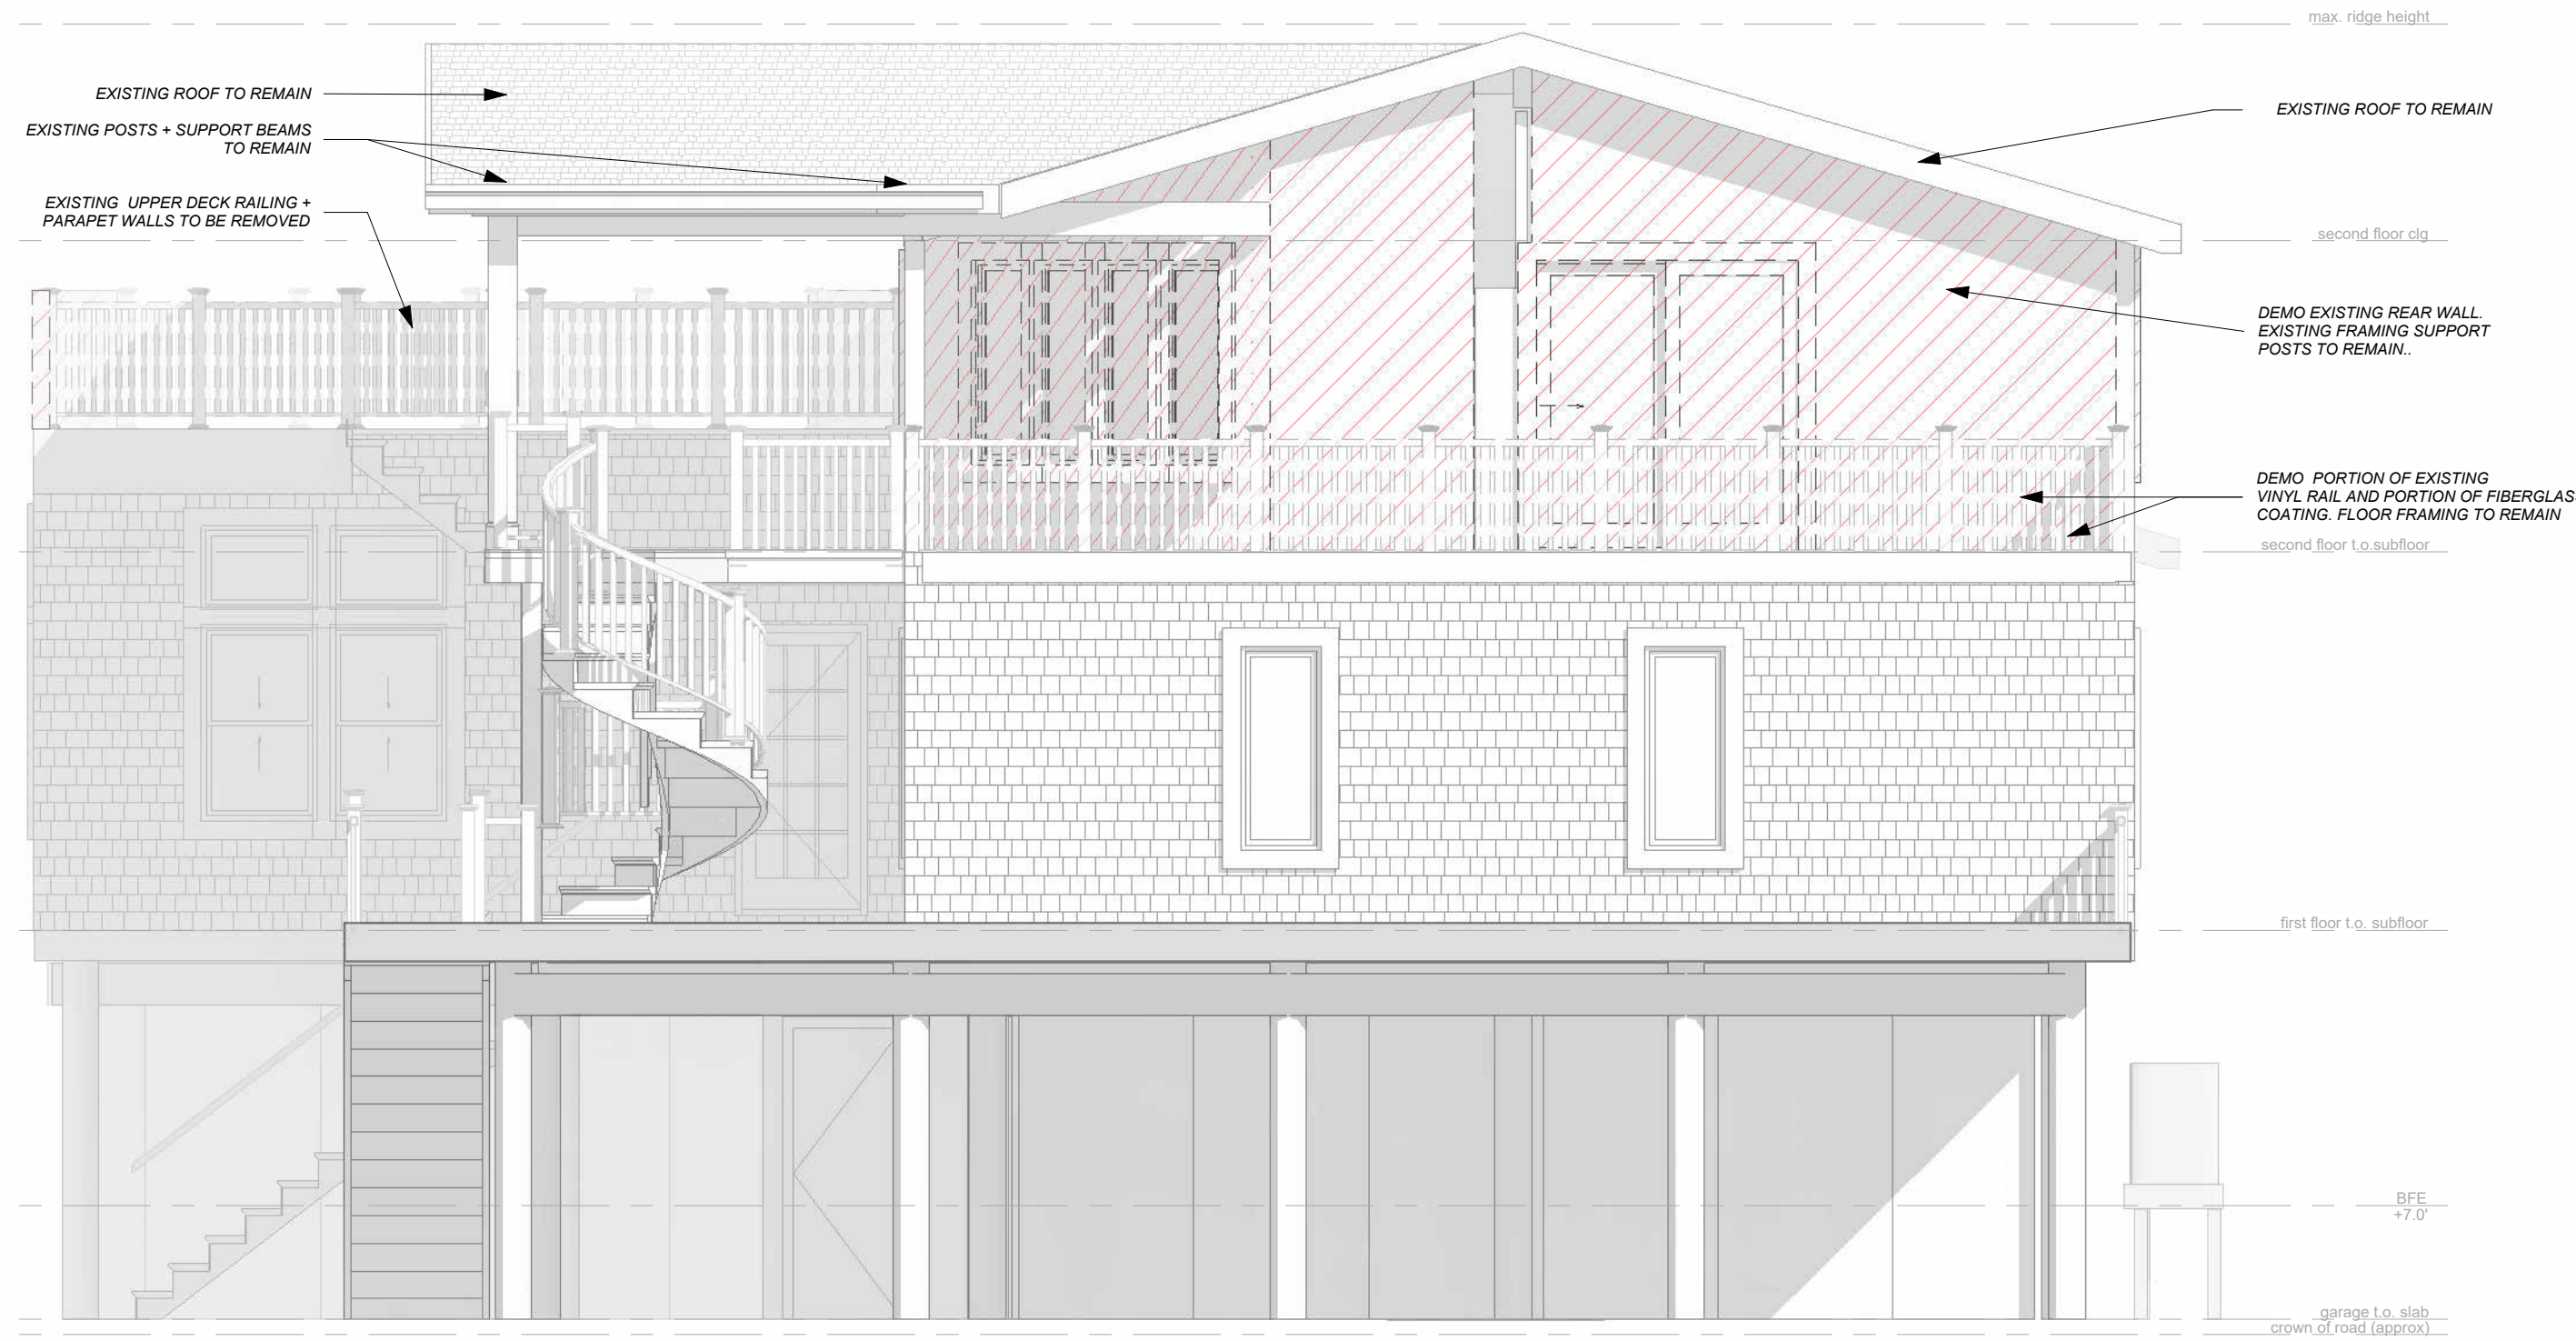 max. ridge height
EXISTING ROOF TO REMAIN
EXISTING POSTS + SUPPORT BEAMS
TO REMAIN
EXISTING UPPER DECK RAILING +
PARAPET WALLS TO BE REMOVED
EXISTING ROOF TO REMAIN
second floor clg
DEMO EXISTING REAR WALL.
EXISTING FRAMING SUPPORT
POSTS TO REMAIN..
DEMO PORTION OF EXISTING
VINYL RAIL AND PORTION OF FIBERGLAS
COATING. FLOOR FRAMING TO REMAIN
second floor t.o.subfloor
first floor t.o. subfloor
BFE
+7.0'
garage t.o. slab
crown of road (approx)